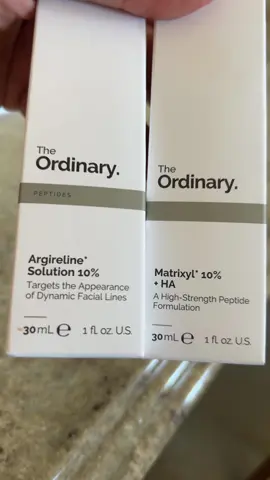 The
Ordinary.
PEPTIDES
Argireline*
Solution 10%
Targets the Appearance
of Dynamic Facial Lines
30mL ℮ 1 fl oz. U.S.
The
Ordinary.
Matrixyl* 10%
+ HA
A High-Strength Peptide
Formulation
30mL ℮ 1 fl oz. U.S.